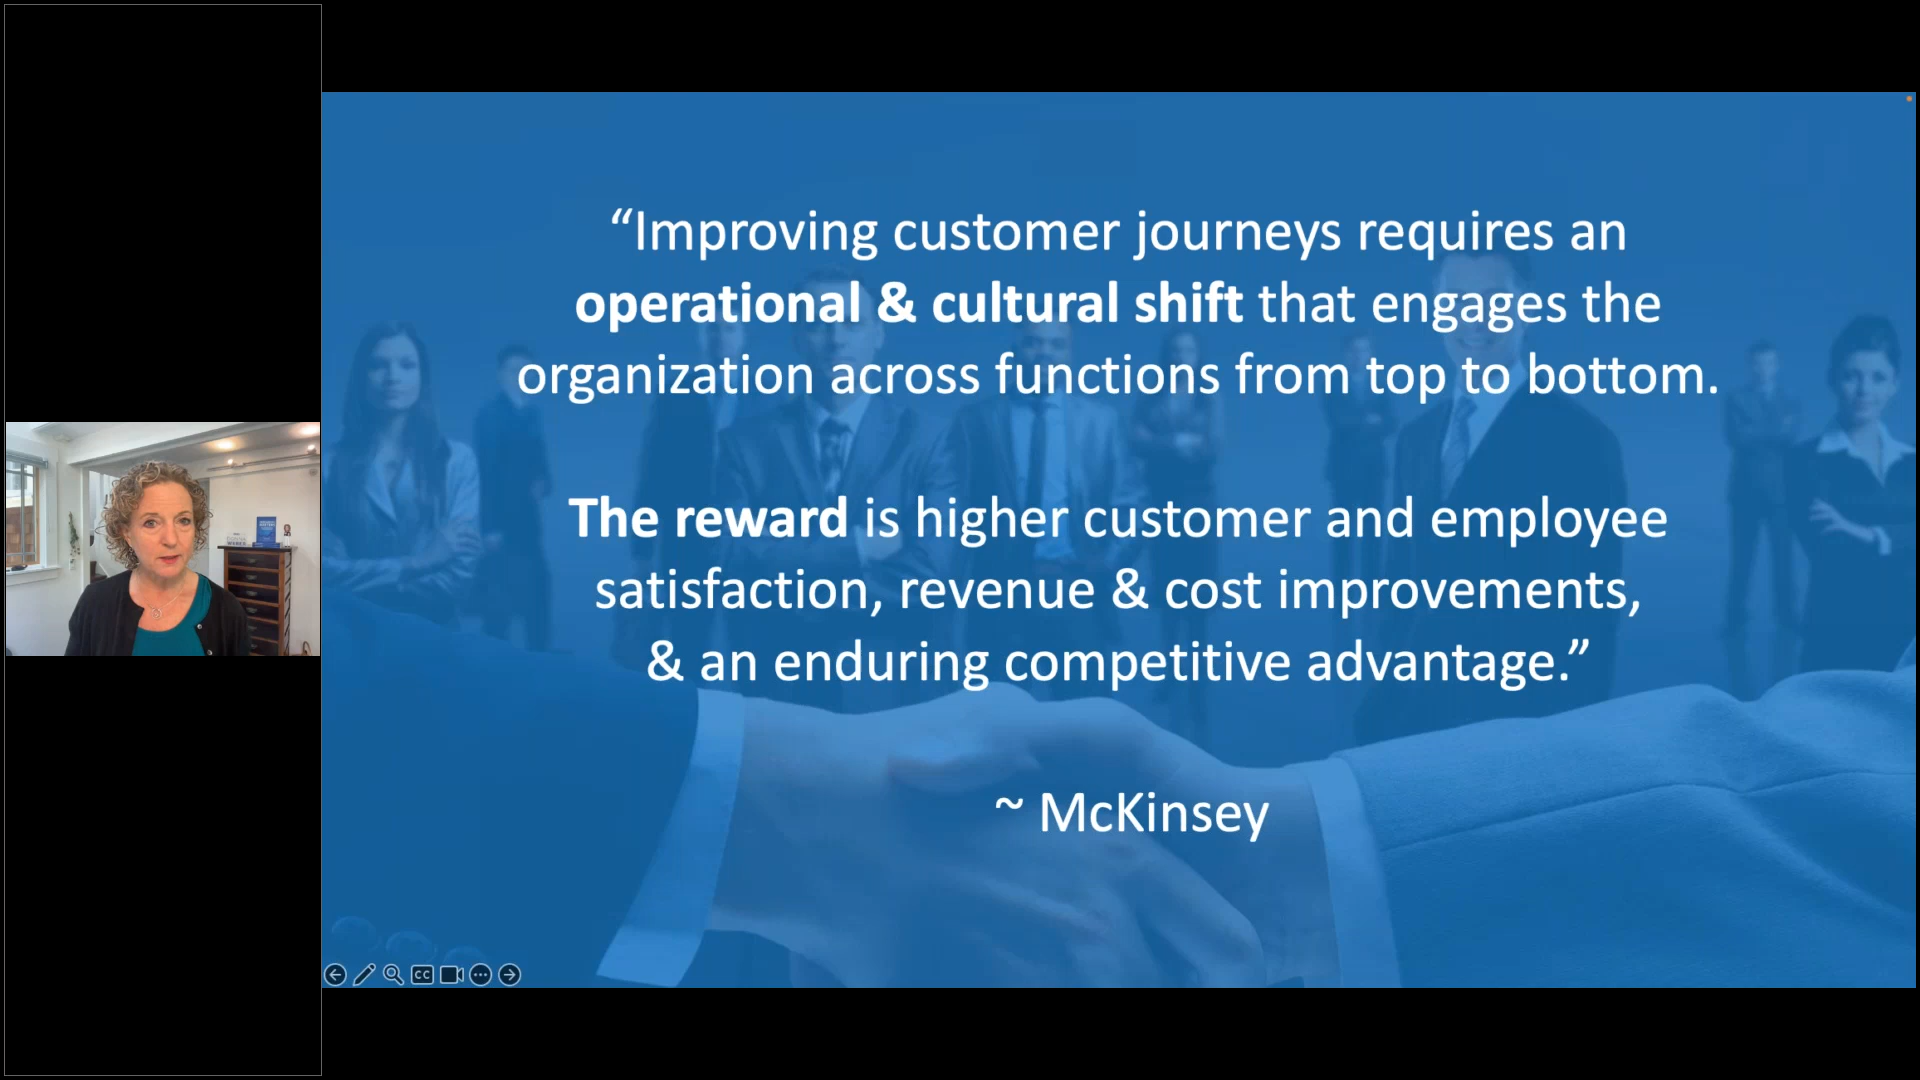 “Improving customer journeys requires an
operational & cultural shift that engages the
organization across functions from top to bottom.
The reward is higher customer and employee
satisfaction, revenue & cost improvements,
& an enduring competitive advantage.”
~ McKinsey
CC